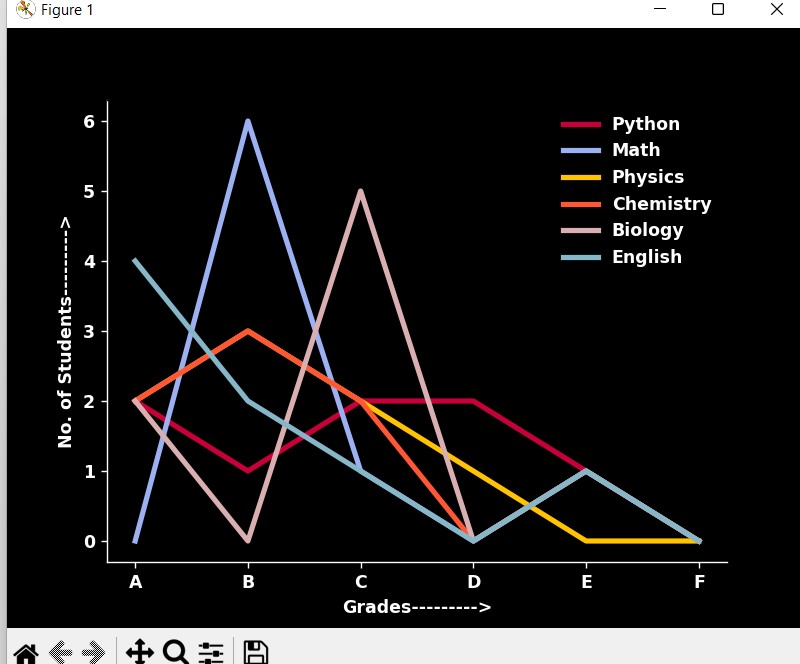 Figure 1
6
5
4
3
2
1
0
No. of Students--------->
A B C D E F
Grades--------->
Python
Math
Physics
Chemistry
Biology
English